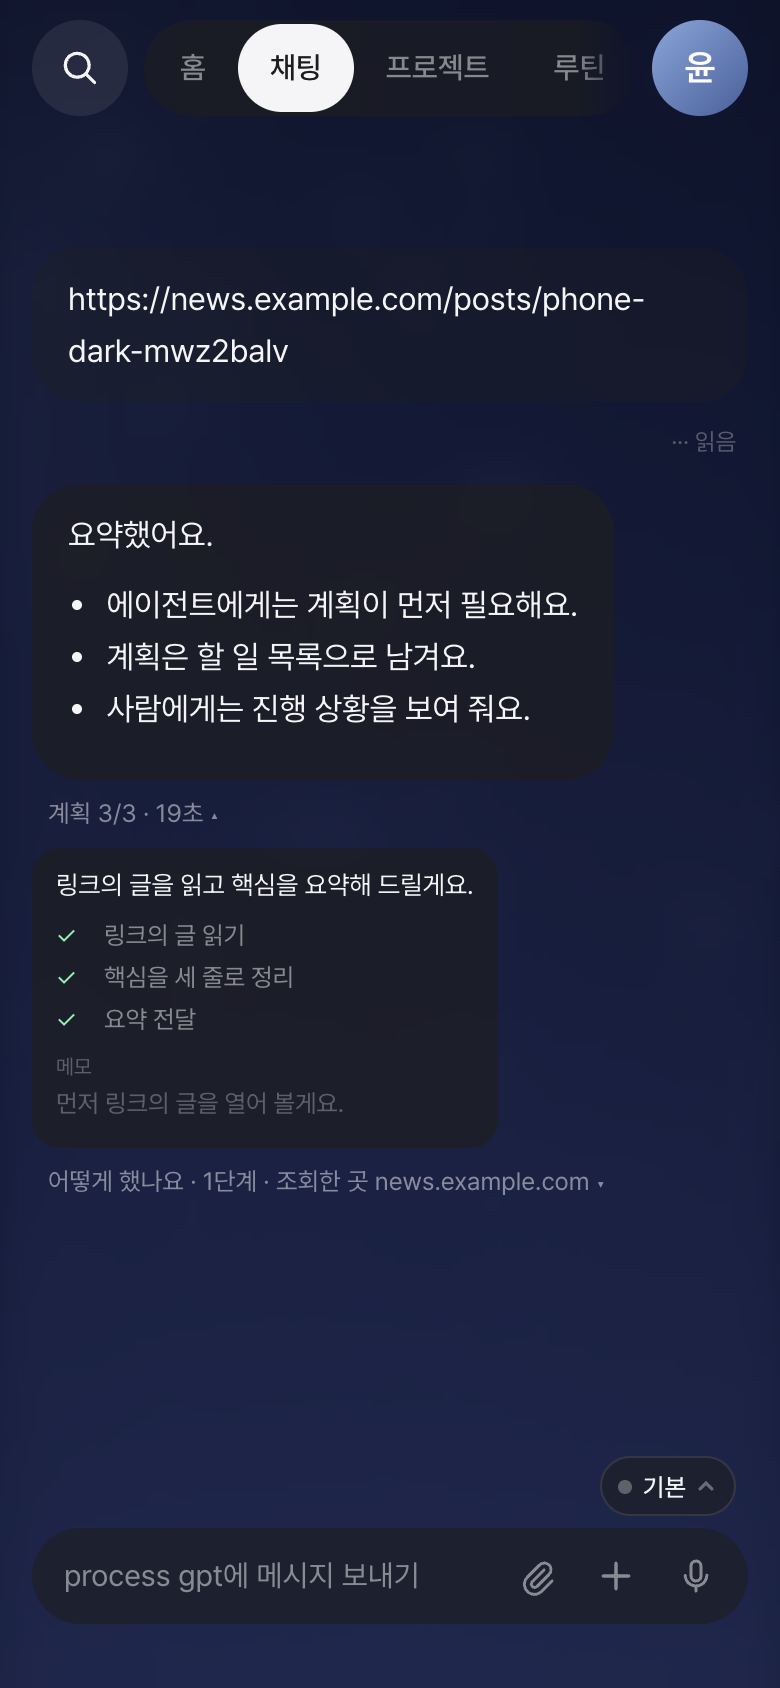 홈 채팅 프로젝트 루틴 윤
https://news.example.com/posts/phone-
dark-mwz2balv
··· 읽음
요약했어요.
• 에이전트에게는 계획이 먼저 필요해요.
• 계획은 할 일 목록으로 남겨요.
• 사람에게는 진행 상황을 보여 줘요.
계획 3/3 · 19초 ▴
링크의 글을 읽고 핵심을 요약해 드릴게요.
✓ 링크의 글 읽기
✓ 핵심을 세 줄로 정리
✓ 요약 전달
메모
먼저 링크의 글을 열어 볼게요.
어떻게 했나요 · 1단계 · 조회한 곳 news.example.com ▾
기본
process gpt에 메시지 보내기